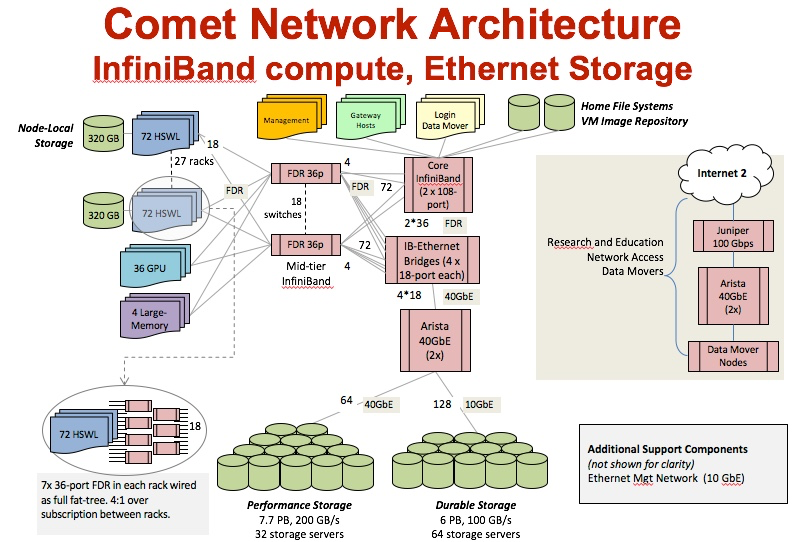 Comet Network Architecture
InfiniBand compute, Ethernet Storage
Node-Local
Storage
320 GB
72 HSWL
18
27 racks
320 GB
72 HSWL
FDR
36 GPU
4 Large-
Memory
Management
Gateway
Hosts
Login
Data Mover
Home File Systems
VM Image Repository
FDR 36p
4
18
switches
FDR
72
FDR 36p
72
4
Mid-tier
InfiniBand
Core
InfiniBand
(2 x 108-
port)
2*36
FDR
IB-Ethernet
Bridges (4 x
18-port each)
4*18
40GbE
Arista
40GbE
(2x)
64
40GbE
128
10GbE
Internet 2
Juniper
100 Gbps
Research and Education
Network Access
Data Movers
Arista
40GbE
(2x)
Data Mover
Nodes
72 HSWL
18
7x 36-port FDR in each rack wired
as full fat-tree. 4:1 over
subscription between racks.
Performance Storage
7.7 PB, 200 GB/s
32 storage servers
Durable Storage
6 PB, 100 GB/s
64 storage servers
Additional Support Components
(not shown for clarity)
Ethernet Mgt Network (10 GbE)